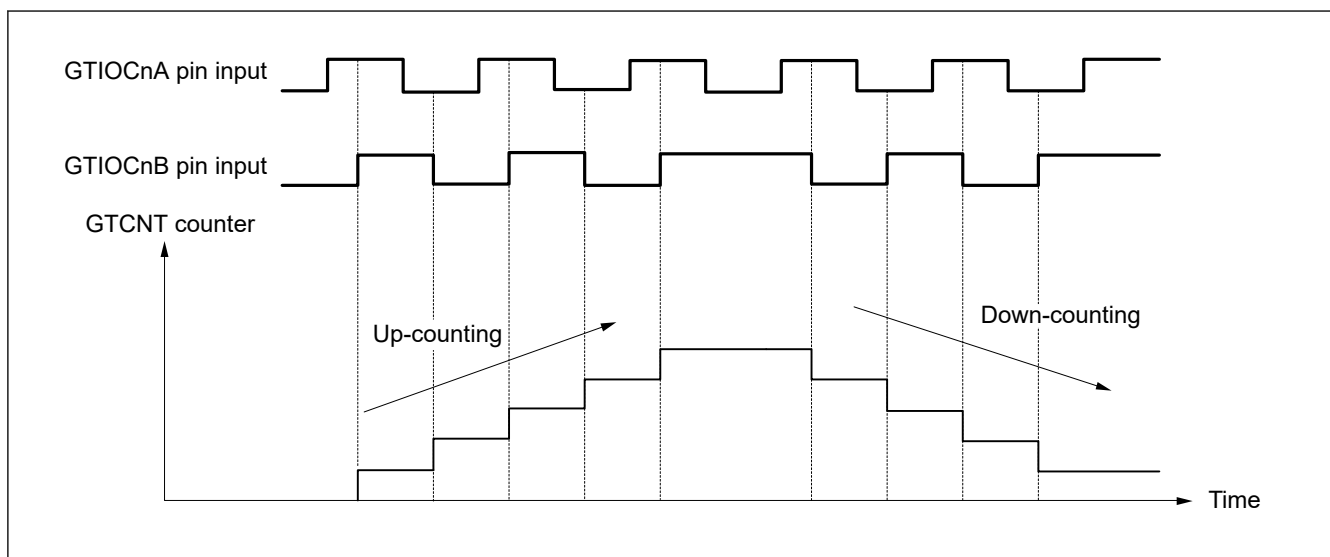 GTIOCnA pin input
GTIOCnB pin input
GTCNT counter
Up-counting
Down-counting
Time